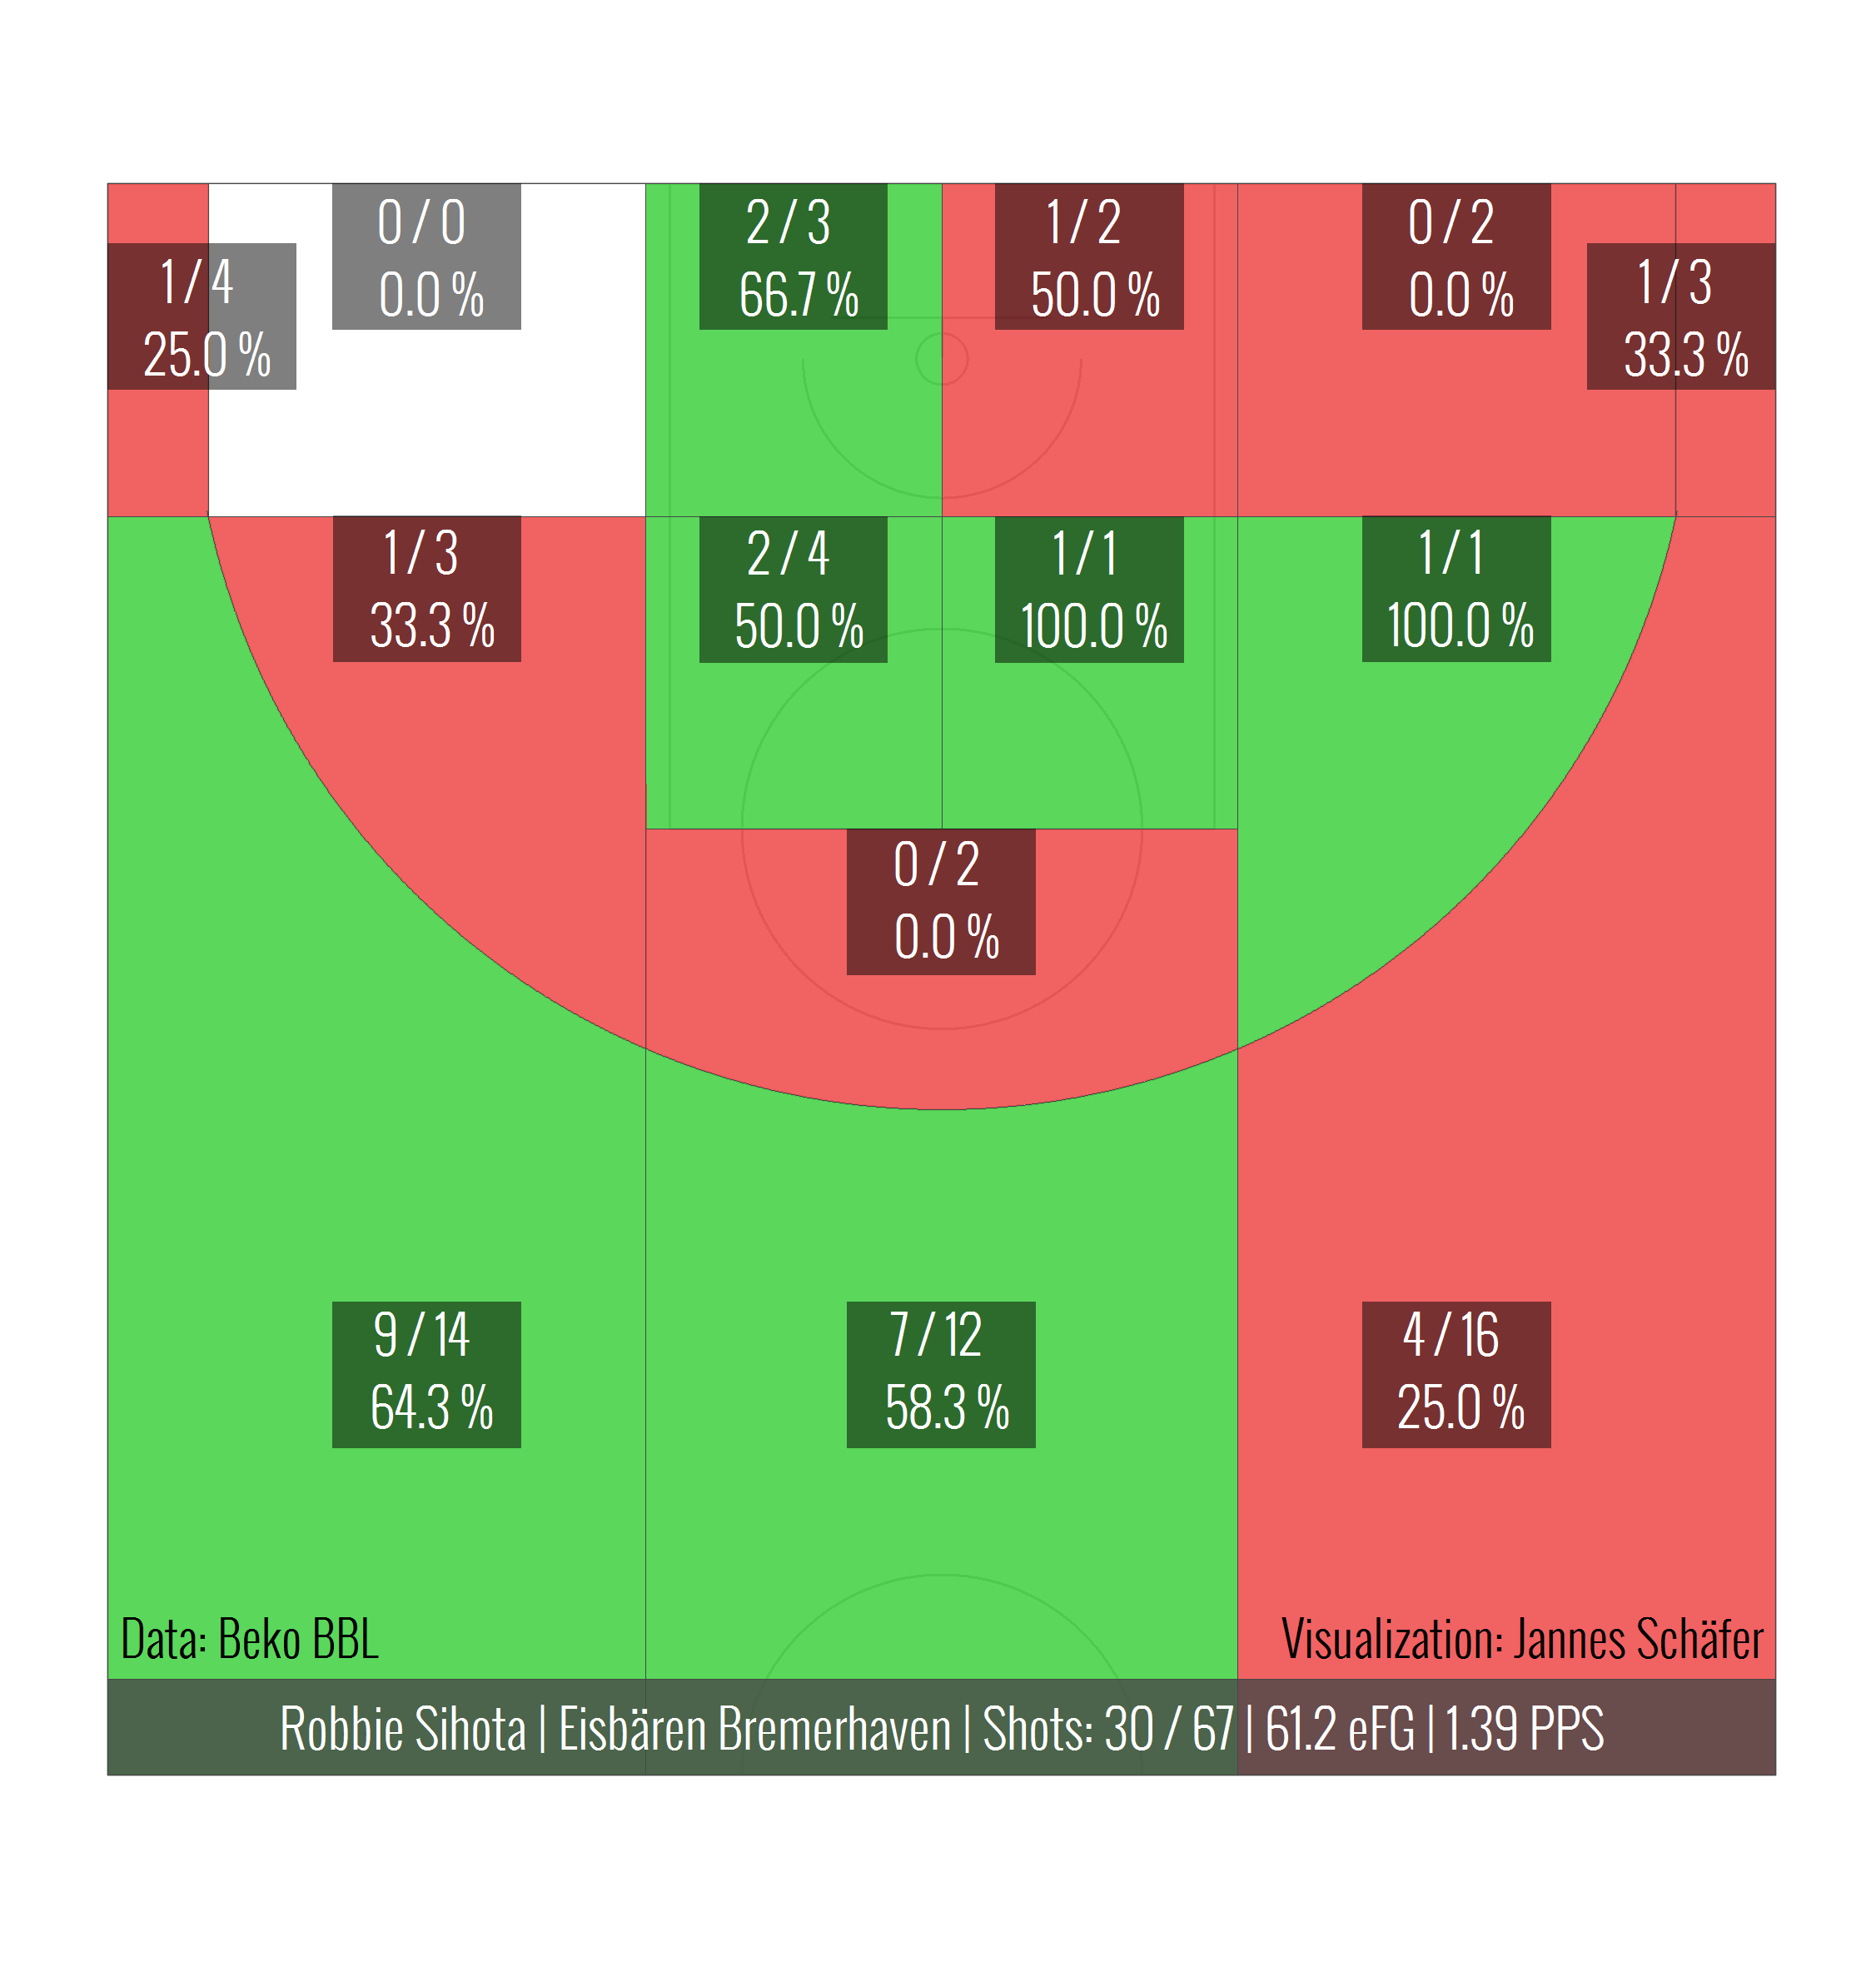 0 / 0
0.0 %
2 / 3
66.7 %
1 / 2
50.0 %
0 / 2
0.0 %
1 / 4
25.0 %
1 / 3
33.3 %
1 / 3
33.3 %
2 / 4
50.0 %
1 / 1
100.0 %
1 / 1
100.0 %
0 / 2
0.0 %
9 / 14
64.3 %
7 / 12
58.3 %
4 / 16
25.0 %
Data: Beko BBL
Visualization: Jannes Schäfer
Robbie Sihota | Eisbären Bremerhaven | Shots: 30 / 67 | 61.2 eFG | 1.39 PPS